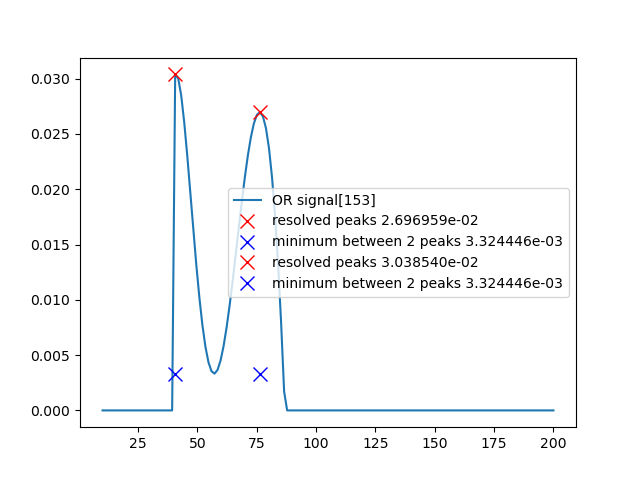 0.030
0.025
0.020
0.015
0.010
0.005
0.000
OR signal[153]
resolved peaks 2.696959e-02
minimum between 2 peaks 3.324446e-03
resolved peaks 3.038540e-02
minimum between 2 peaks 3.324446e-03
25 50 75 100 125 150 175 200